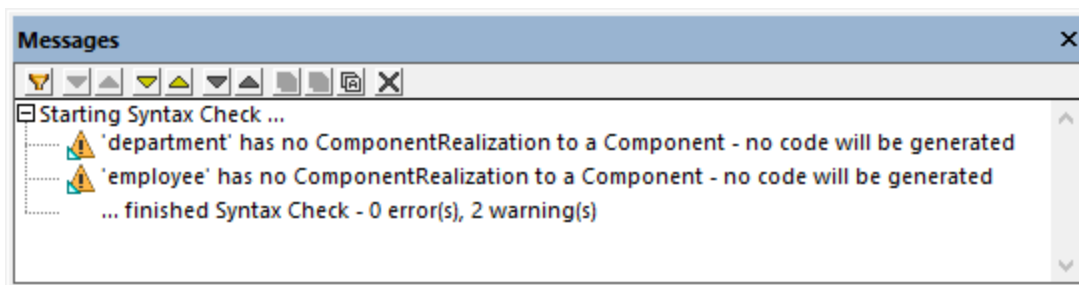 Messages
Starting Syntax Check ...
'department' has no ComponentRealization to a Component - no code will be generated
'employee' has no ComponentRealization to a Component - no code will be generated
... finished Syntax Check - 0 error(s), 2 warning(s)